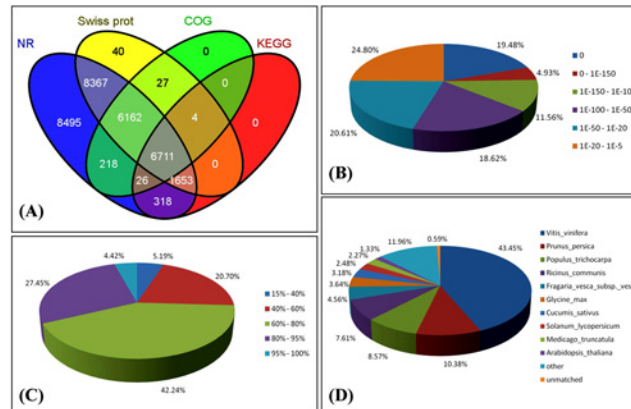 Swiss prot
COG
NR
KEGG
40
0
8367
27
0
8495
6162
4
0
6711
218
26
1653
0
318
(A)
24.80%
19.48%
4.93%
11.56%
18.62%
20.61%
0
0 - 1E-150
1E-150 - 1E-10
1E-100 - 1E-50
1E-50 - 1E-20
1E-20 - 1E-5
(B)
4.42%
5.19%
27.45%
20.70%
42.24%
15% - 40%
40% - 60%
60% - 80%
80% - 95%
95% - 100%
(C)
1.33%
11.96%
0.59%
2.27%
2.48%
3.18%
3.64%
4.56%
7.61%
8.57%
10.38%
43.45%
Vitis_vinifera
Prunus_persica
Populus_trichocarpa
Ricinus_communis
Fragaria_vesca_subsp._ves
Glycine_max
Cucumis_sativus
Solanum_lycopersicum
Medicago_truncatula
Arabidopsis_thaliana
other
unmatched
(D)